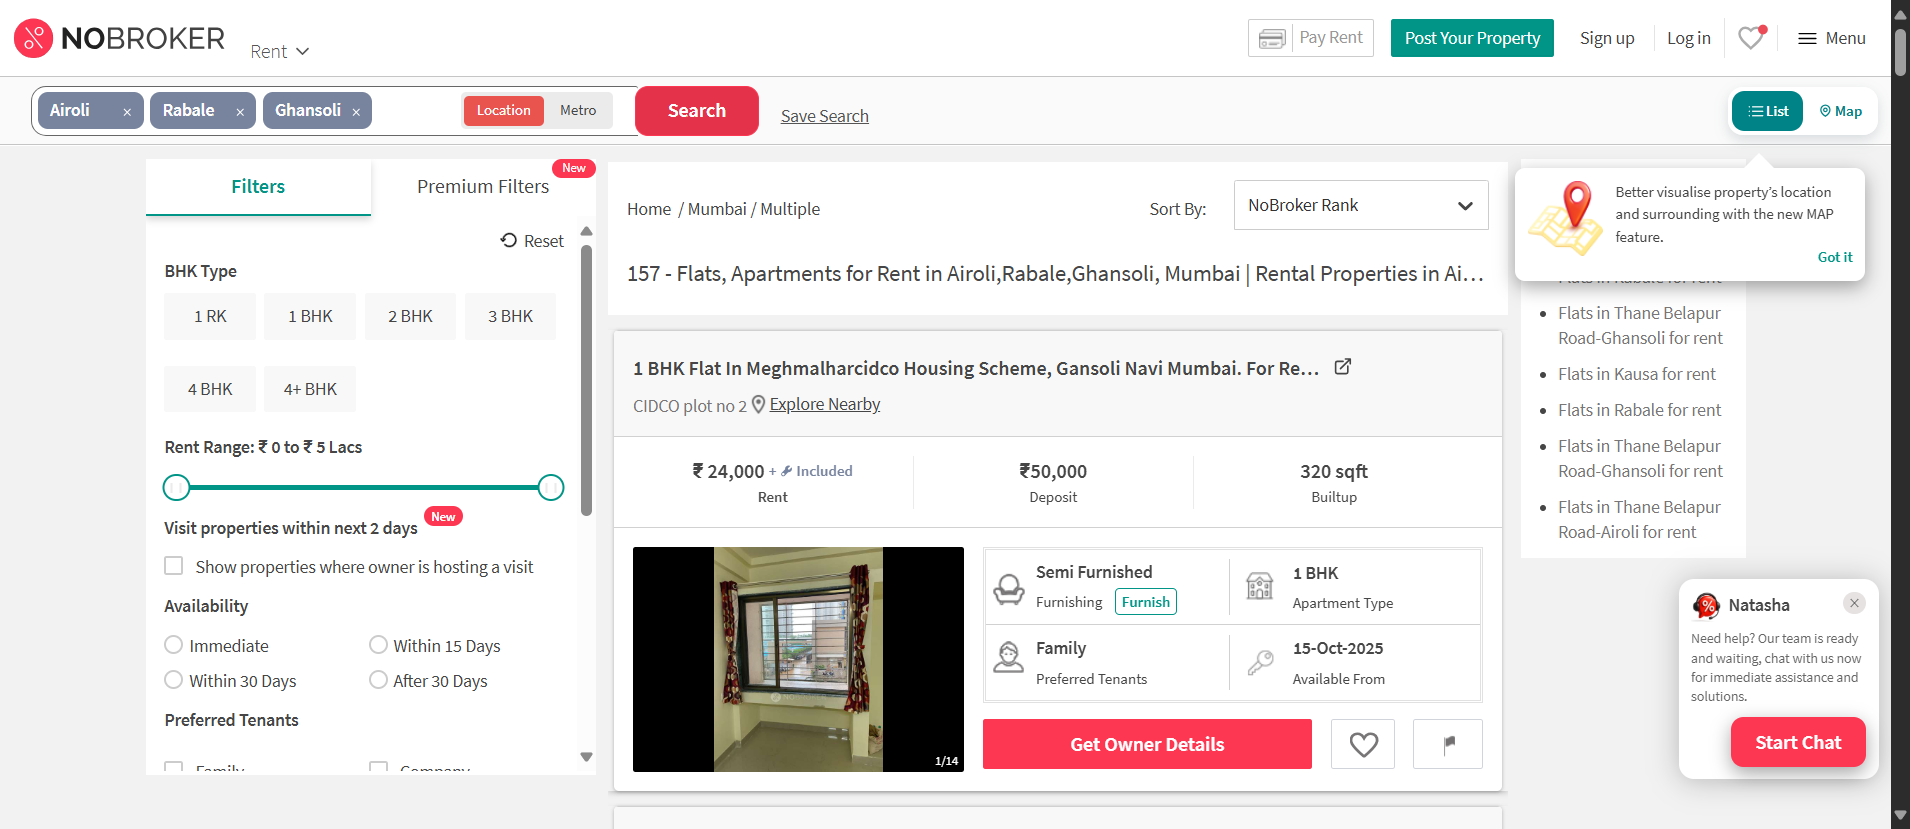 NOBROKER
Rent
Pay Rent
Post Your Property
Sign up
Log in
Menu
Airoli ×
Rabale ×
Ghansoli ×
Location
Metro
Search
Save Search
List
Map
Filters
Premium Filters
New
Reset
BHK Type
1 RK
1 BHK
2 BHK
3 BHK
4 BHK
4+ BHK
Rent Range: ₹ 0 to ₹ 5 Lacs
Visit properties within next 2 days
New
Show properties where owner is hosting a visit
Availability
Immediate
Within 15 Days
Within 30 Days
After 30 Days
Preferred Tenants
Family
Company
Home / Mumbai / Multiple
Sort By:
NoBroker Rank
157 - Flats, Apartments for Rent in Airoli,Rabale,Ghansoli, Mumbai | Rental Properties in Ai...
1 BHK Flat In Meghmalharcidco Housing Scheme, Gansoli Navi Mumbai. For Re...
CIDCO plot no 2
Explore Nearby
₹ 24,000 + Included
Rent
₹50,000
Deposit
320 sqft
Builtup
1/14
Semi Furnished
Furnishing
Furnish
1 BHK
Apartment Type
Family
Preferred Tenants
15-Oct-2025
Available From
Get Owner Details
Better visualise property's location
and surrounding with the new MAP
feature.
Got it
Flats in Rabale for rent
Flats in Thane Belapur
Road-Ghansoli for rent
Flats in Kausa for rent
Flats in Rabale for rent
Flats in Thane Belapur
Road-Ghansoli for rent
Flats in Thane Belapur
Road-Airoli for rent
Natasha
Need help? Our team is ready
and waiting, chat with us now
for immediate assistance and
solutions.
Start Chat